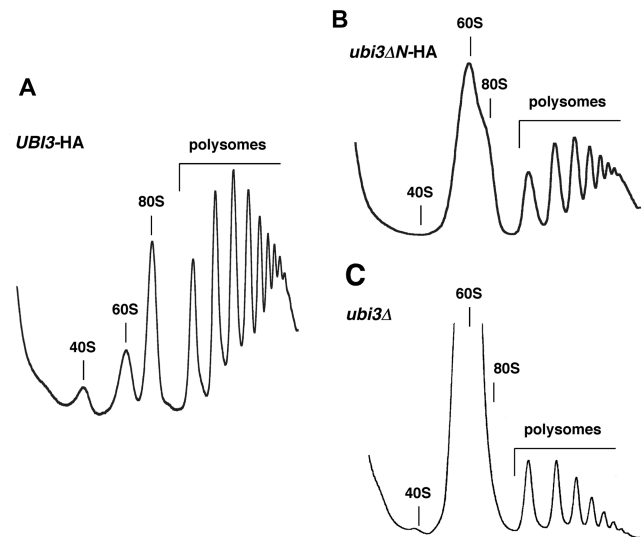 A
UBI3-HA
40S
60S
80S
polysomes
B
ubi3ΔN-HA
40S
60S
80S
polysomes
C
ubi3Δ
40S
60S
80S
polysomes